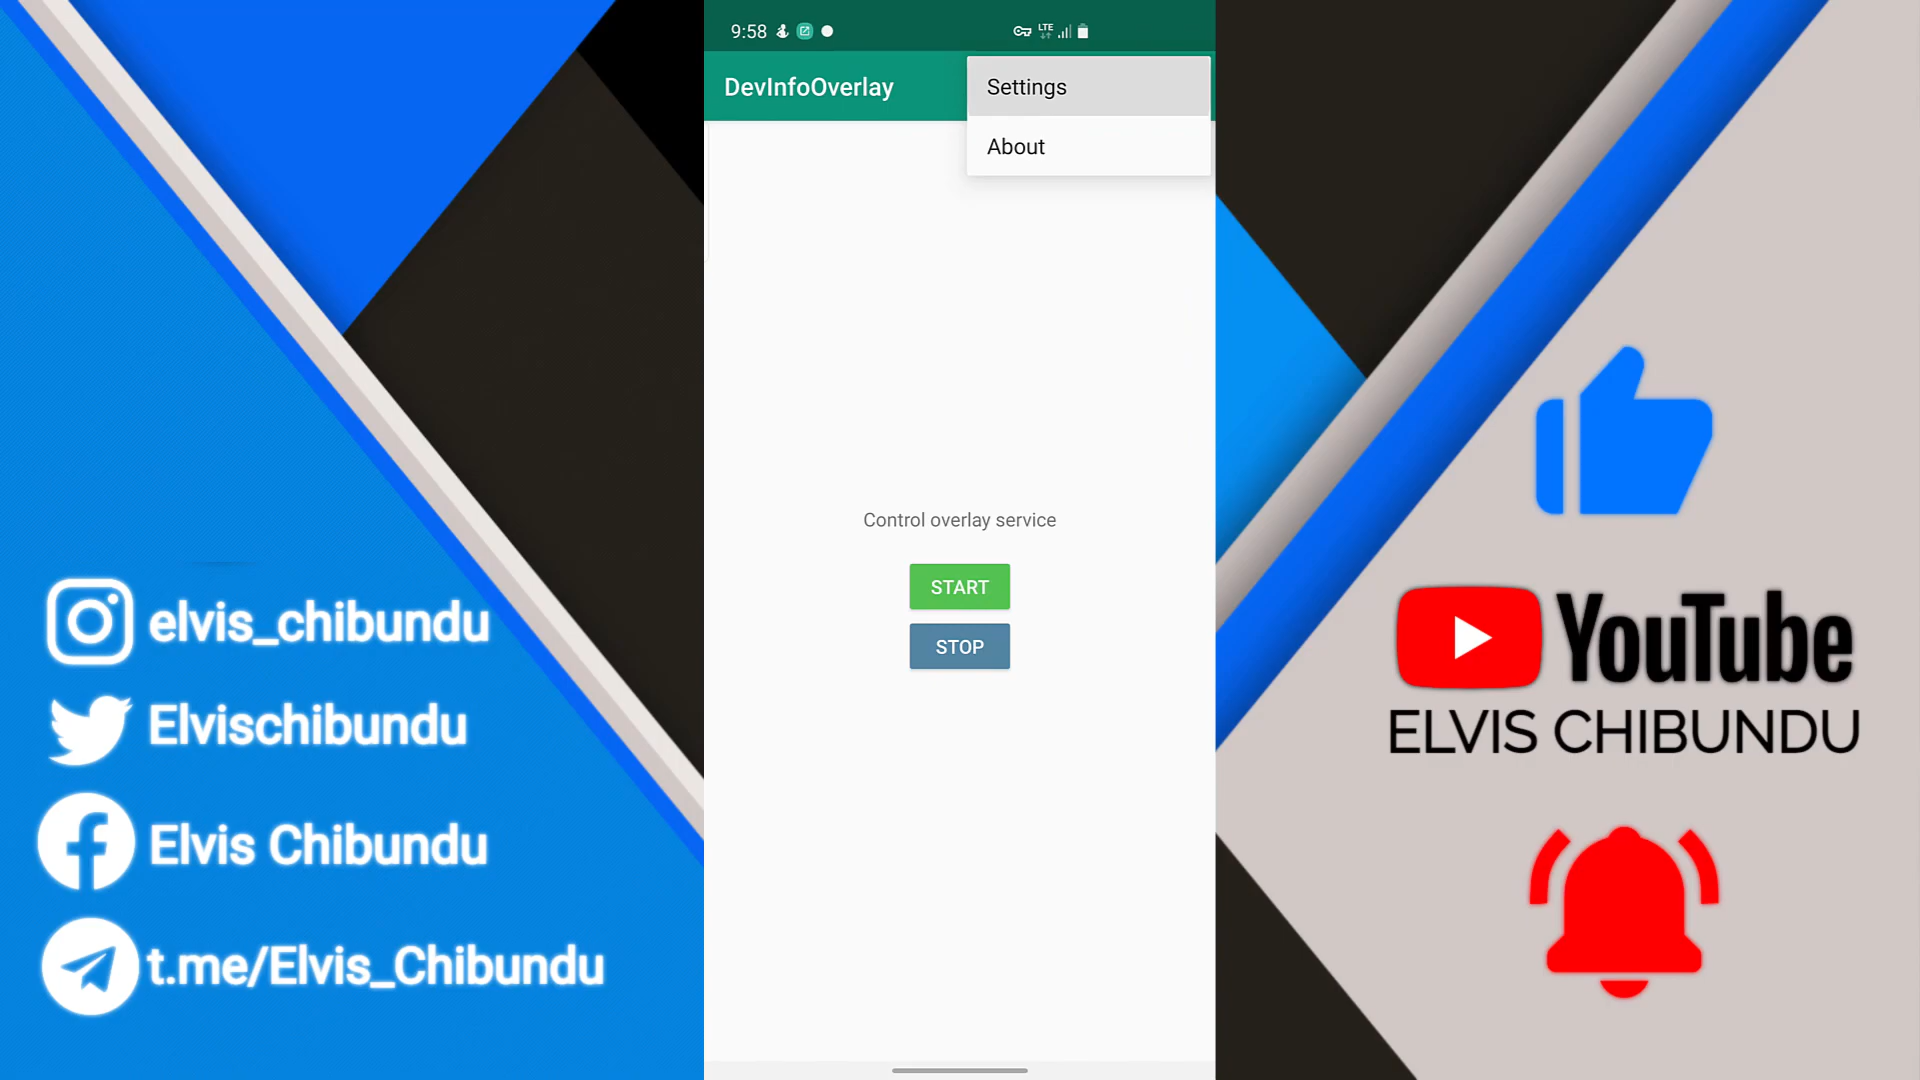 9:58
LTE
DevInfoOverlay
Settings
About
Control overlay service
START
STOP
elvis_chibundu
Elvischibundu
Elvis Chibundu
t.me/Elvis_Chibundu
YouTube
ELVIS CHIBUNDU